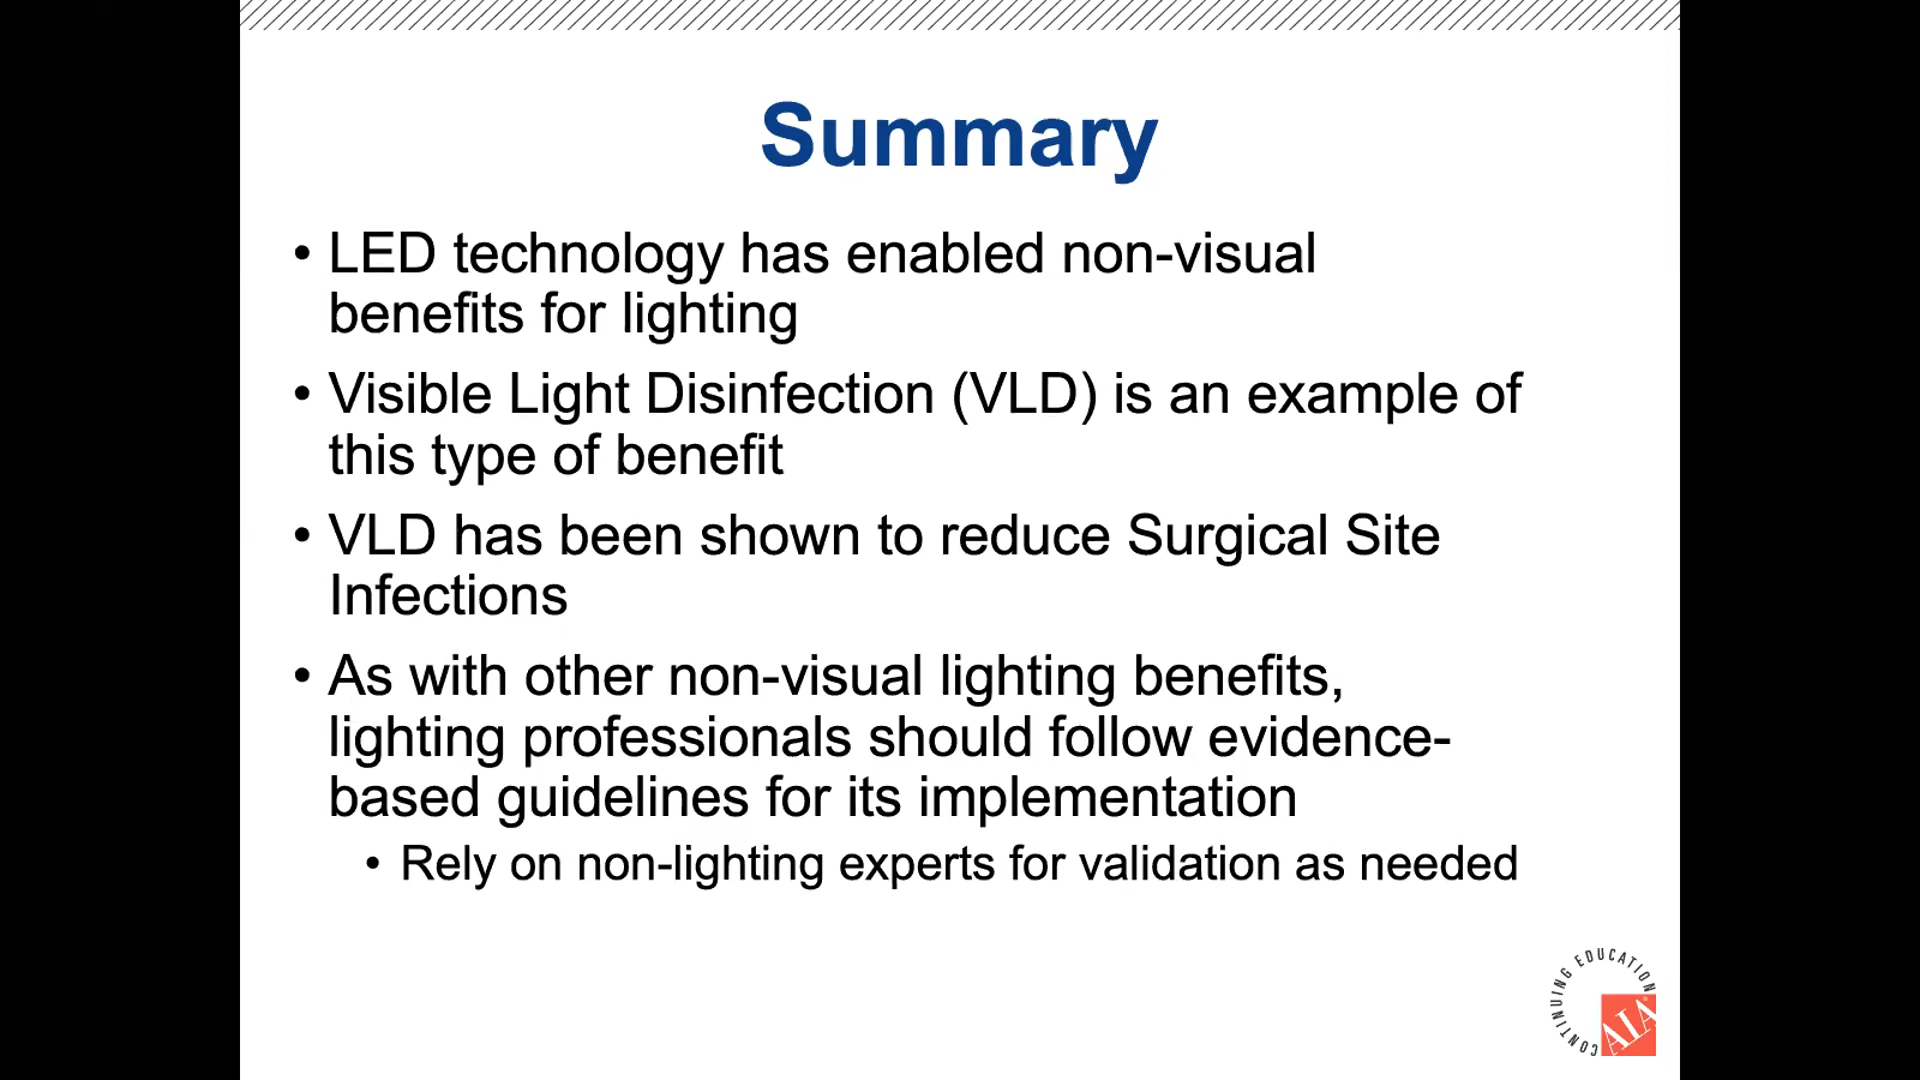 Summary
• LED technology has enabled non-visual
benefits for lighting
• Visible Light Disinfection (VLD) is an example of
this type of benefit
• VLD has been shown to reduce Surgical Site
Infections
• As with other non-visual lighting benefits,
lighting professionals should follow evidence-
based guidelines for its implementation
• Rely on non-lighting experts for validation as needed
CONTINUING EDUCATION
AIA